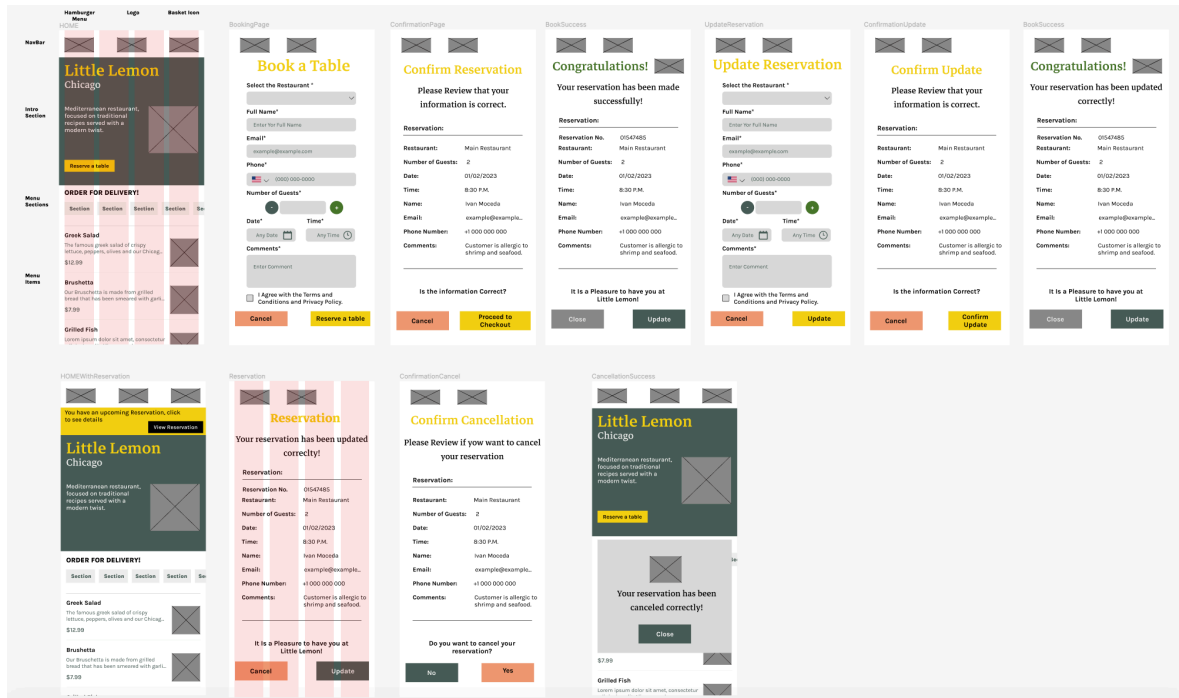 Hamburger
Menu
Logo
Basket Icon
HOME
NavBar
Little Lemon
Chicago
Intro
Section
Mediterranean restaurant,
focused on traditional
recipes served with a
modern twist.
Reserve a table
Menu
Sections
ORDER FOR DELIVERY!
Section Section Section Section Se
Greek Salad
The famous greek salad of crispy
lettuce, peppers, olives and our Chicag...
$12.99
Menu
Items
Brushetta
Our Bruschetta is made from grilled
bread that has been smeared with garli...
$7.99
Grilled Fish
Lorem ipsum dolor sit amet, consectetur
BookingPage
Book a Table
Select the Restaurant *
Full Name*
Enter Yor Full Name
Email*
example@example.com
Phone*
(000) 000-0000
Number of Guests*
- +
Date* Time*
Any Date Any Time
Comments*
Enter Comment
I Agree with the Terms and
Conditions and Privacy Policy.
Cancel Reserve a table
ConfirmationPage
Confirm Reservation
Please Review that your
information is correct.
Reservation:
Restaurant: Main Restaurant
Number of Guests: 2
Date: 01/02/2023
Time: 8:30 P.M.
Name: Ivan Moceda
Email: example@example...
Phone Number: +1 000 000 000
Comments: Customer is allergic to
shrimp and seafood.
Is the information Correct?
Cancel Proceed to
Checkout
BookSuccess
Congratulations!
Your reservation has been made
successfully!
Reservation:
Reservation No. 01547485
Restaurant: Main Restaurant
Number of Guests: 2
Date: 01/02/2023
Time: 8:30 P.M.
Name: Ivan Moceda
Email: example@example...
Phone Number: +1 000 000 000
Comments: Customer is allergic to
shrimp and seafood.
It Is a Pleasure to have you at
Little Lemon!
Close Update
UpdateReservation
Update Reservation
Select the Restaurant *
Full Name*
Enter Yor Full Name
Email*
example@example.com
Phone*
(000) 000-0000
Number of Guests*
- +
Date* Time*
Any Date Any Time
Comments*
Enter Comment
I Agree with the Terms and
Conditions and Privacy Policy.
Cancel Update
ConfirmationUpdate
Confirm Update
Please Review that your
information is correct.
Reservation:
Restaurant: Main Restaurant
Number of Guests: 2
Date: 01/02/2023
Time: 8:30 P.M.
Name: Ivan Moceda
Email: example@example...
Phone Number: +1 000 000 000
Comments: Customer is allergic to
shrimp and seafood.
Is the information Correct?
Cancel Confirm
Update
BookSuccess
Congratulations!
Your reservation has been updated
correctly!
Reservation:
Reservation No. 01547485
Restaurant: Main Restaurant
Number of Guests: 2
Date: 01/02/2023
Time: 8:30 P.M.
Name: Ivan Moceda
Email: example@example...
Phone Number: +1 000 000 000
Comments: Customer is allergic to
shrimp and seafood.
It Is a Pleasure to have you at
Little Lemon!
Close Update
HOMEWithReservation
You have an upcoming Reservation, click
to see details
View Reservation
Little Lemon
Chicago
Mediterranean restaurant,
focused on traditional
recipes served with a
modern twist.
ORDER FOR DELIVERY!
Section Section Section Section Se
Greek Salad
The famous greek salad of crispy
lettuce, peppers, olives and our Chicag...
$12.99
Brushetta
Our Bruschetta is made from grilled
bread that has been smeared with garli...
$7.99
Reservation
Reservation
Your reservation has been updated
correclty!
Reservation:
Reservation No. 01547485
Restaurant: Main Restaurant
Number of Guests: 2
Date: 01/02/2023
Time: 8:30 P.M.
Name: Ivan Moceda
Email: example@example...
Phone Number: +1 000 000 000
Comments: Customer is allergic to
shrimp and seafood.
It Is a Pleasure to have you at
Little Lemon!
Cancel Update
ConfirmationCancel
Confirm Cancellation
Please Review if yow want to cancel
your reservation
Reservation:
Restaurant: Main Restaurant
Number of Guests: 2
Date: 01/02/2023
Time: 8:30 P.M.
Name: Ivan Moceda
Email: example@example...
Phone Number: +1 000 000 000
Comments: Customer is allergic to
shrimp and seafood.
Do you want to cancel your
reservation?
No Yes
CancellationSuccess
Little Lemon
Chicago
Mediterranean restaurant,
focused on traditional
recipes served with a
modern twist.
Reserve a table
Your reservation has been
canceled correctly!
Close
$7.99
Grilled Fish
Lorem ipsum dolor sit amet, consectetur